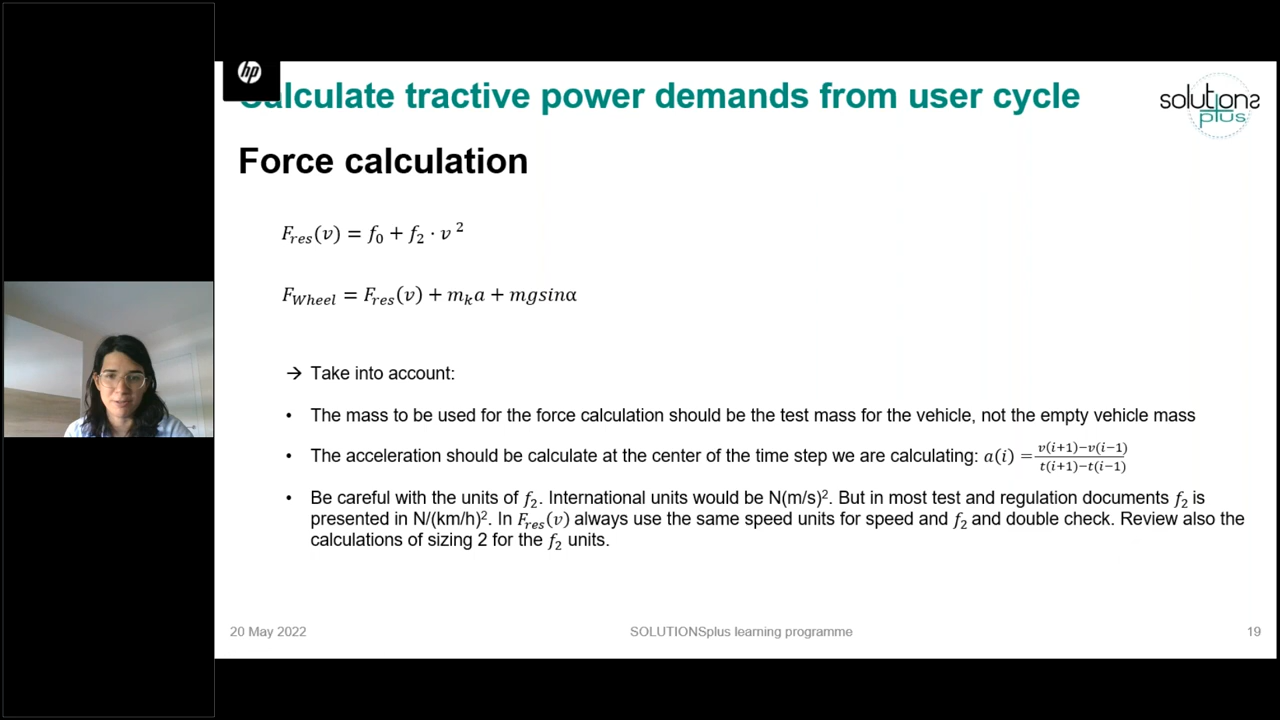 hp
Calculate tractive power demands from user cycle
solutions
plus
Force calculation
F_res(v) = f_0 + f_2 · v^2
F_Wheel = F_res(v) + m_k a + mgsinα
→ Take into account:
• The mass to be used for the force calculation should be the test mass for the vehicle, not the empty vehicle mass
• The acceleration should be calculate at the center of the time step we are calculating: a(i) = v(i+1)−v(i−1) / t(i+1)−t(i−1)
• Be careful with the units of f_2. International units would be N(m/s)². But in most test and regulation documents f_2 is
presented in N/(km/h)². In F_res(v) always use the same speed units for speed and f_2 and double check. Review also the
calculations of sizing 2 for the f_2 units.
20 May 2022
SOLUTIONSplus learning programme
19